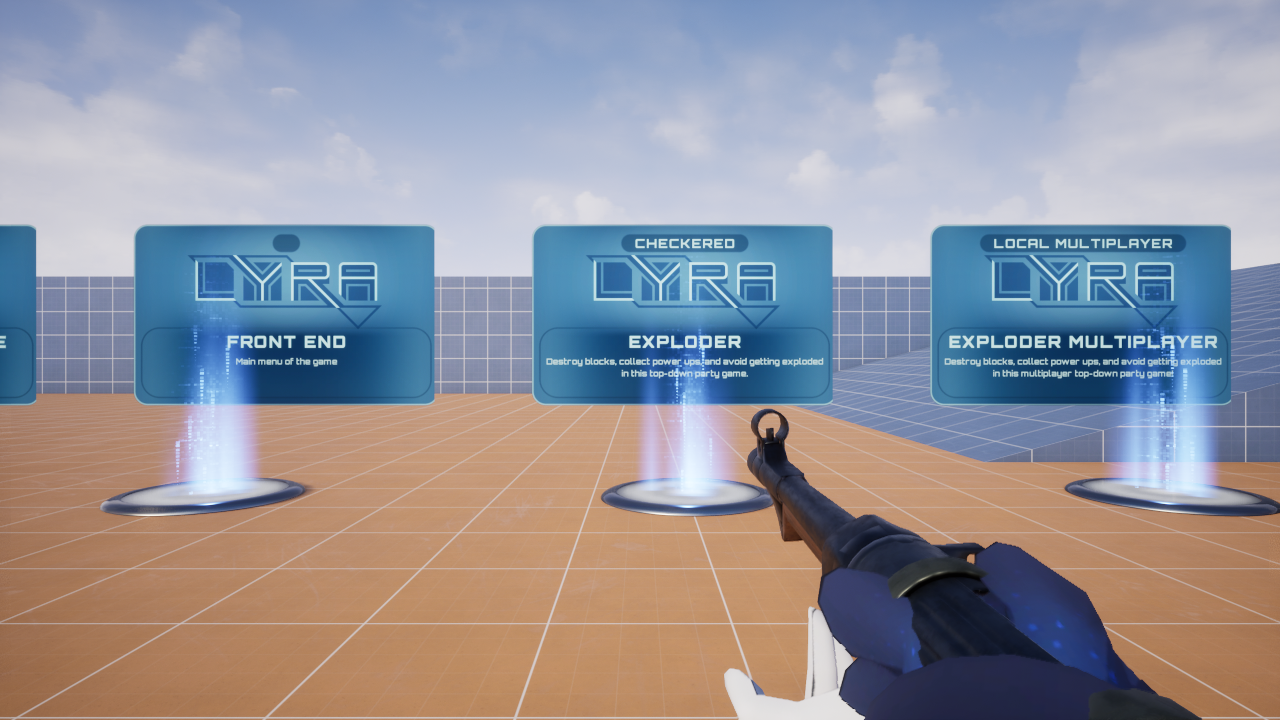 E
LYRA
FRONT END
Main menu of the game
CHECKERED
LYRA
EXPLODER
Destroy blocks, collect power ups, and avoid getting exploded
in this top-down party game.
LOCAL MULTIPLAYER
LYRA
EXPLODER MULTIPLAYER
Destroy blocks, collect power ups, and avoid getting exploded
in this multiplayer top-down party game!